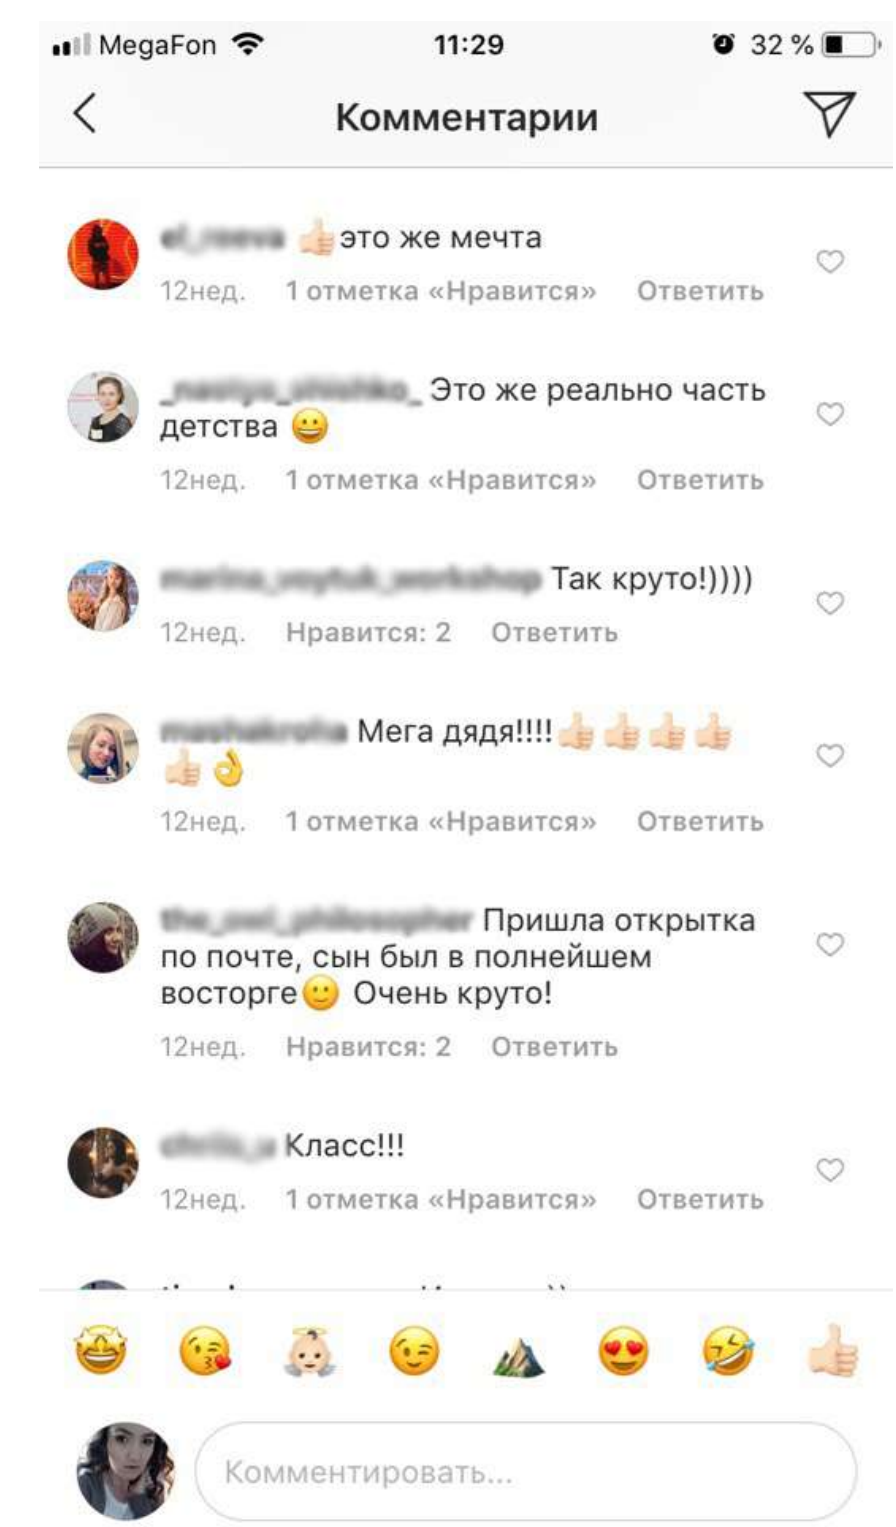 MegaFon 11:29 32 %
Комментарии
👍🏻это же мечта
12нед. 1 отметка «Нравится» Ответить
Это же реально часть
детства 😀
12нед. 1 отметка «Нравится» Ответить
Так круто!))))
12нед. Нравится: 2 Ответить
Мега дядя!!!!👍🏻👍🏻👍🏻👍🏻
👍🏻👌
12нед. 1 отметка «Нравится» Ответить
Пришла открытка
по почте, сын был в полнейшем
восторге🙂 Очень круто!
12нед. Нравится: 2 Ответить
Класс!!!
12нед. 1 отметка «Нравится» Ответить
Комментировать...